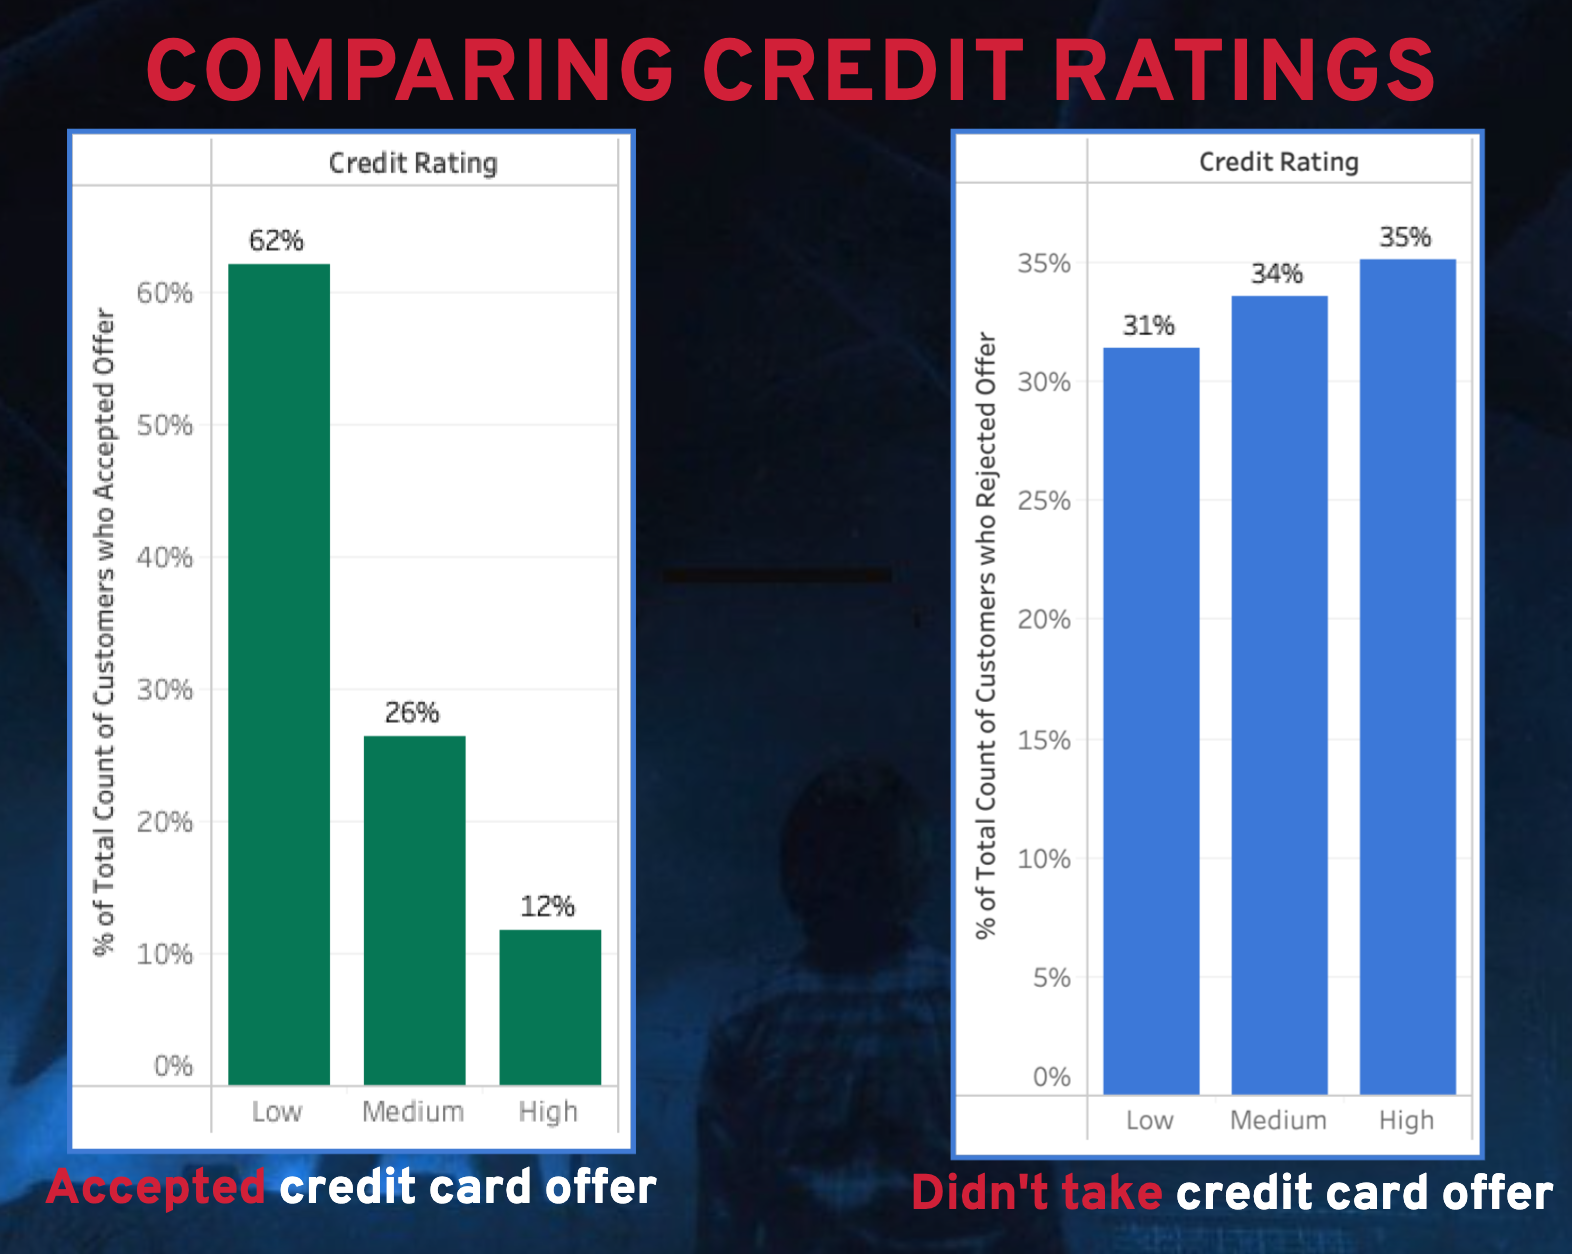 COMPARING CREDIT RATINGS
Credit Rating
% of Total Count of Customers who Accepted Offer
60%
50%
40%
30%
20%
10%
0%
62%
26%
12%
Low Medium High
Accepted credit card offer
Credit Rating
% of Total Count of Customers who Rejected Offer
35%
30%
25%
20%
15%
10%
5%
0%
31%
34%
35%
Low Medium High
Didn't take credit card offer